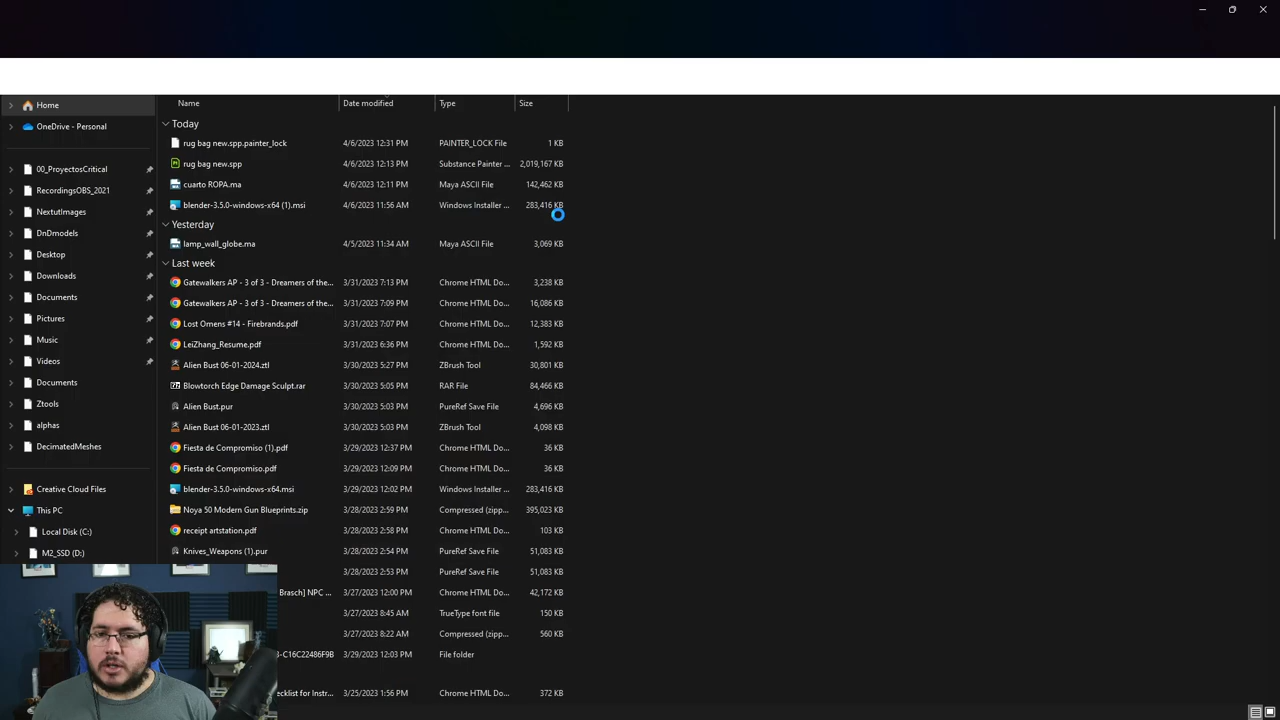 Home
OneDrive - Personal
00_ProyectosCritical
RecordingsOBS_2021
NextutImages
DnDmodels
Desktop
Downloads
Documents
Pictures
Music
Videos
Documents
Ztools
alphas
DecimatedMeshes
Creative Cloud Files
This PC
Local Disk (C:)
M2_SSD (D:)
Name Date modified Type Size
Today
rug bag new.spp.painter_lock 4/6/2023 12:31 PM PAINTER_LOCK File 1 KB
rug bag new.spp 4/6/2023 12:13 PM Substance Painter ... 2,019,167 KB
cuarto ROPA.ma 4/6/2023 12:11 PM Maya ASCII File 142,462 KB
blender-3.5.0-windows-x64 (1).msi 4/6/2023 11:56 AM Windows Installer ... 283,416 KB
Yesterday
lamp_wall_globe.ma 4/5/2023 11:34 AM Maya ASCII File 3,069 KB
Last week
Gatewalkers AP - 3 of 3 - Dreamers of the... 3/31/2023 7:13 PM Chrome HTML Do... 3,238 KB
Gatewalkers AP - 3 of 3 - Dreamers of the... 3/31/2023 7:09 PM Chrome HTML Do... 16,086 KB
Lost Omens #14 - Firebrands.pdf 3/31/2023 7:07 PM Chrome HTML Do... 12,383 KB
LeiZhang_Resume.pdf 3/31/2023 6:36 PM Chrome HTML Do... 1,592 KB
Alien Bust 06-01-2024.ztl 3/30/2023 5:27 PM ZBrush Tool 30,801 KB
Blowtorch Edge Damage Sculpt.rar 3/30/2023 5:05 PM RAR File 84,466 KB
Alien Bust.pur 3/30/2023 5:03 PM PureRef Save File 4,696 KB
Alien Bust 06-01-2023.ztl 3/30/2023 5:03 PM ZBrush Tool 4,098 KB
Fiesta de Compromiso (1).pdf 3/29/2023 12:37 PM Chrome HTML Do... 36 KB
Fiesta de Compromiso.pdf 3/29/2023 12:09 PM Chrome HTML Do... 36 KB
blender-3.5.0-windows-x64.msi 3/29/2023 12:02 PM Windows Installer ... 283,416 KB
Noya 50 Modern Gun Blueprints.zip 3/28/2023 2:59 PM Compressed (zipp... 395,023 KB
receipt artstation.pdf 3/28/2023 2:58 PM Chrome HTML Do... 103 KB
Knives_Weapons (1).pur 3/28/2023 2:54 PM PureRef Save File 51,083 KB
3/28/2023 2:53 PM PureRef Save File 51,083 KB
Brasch] NPC ... 3/27/2023 12:00 PM Chrome HTML Do... 42,172 KB
3/27/2023 8:45 AM TrueType font file 150 KB
3/27/2023 8:22 AM Compressed (zipp... 560 KB
-C16C22486F9B 3/29/2023 12:03 PM File folder
ecklist for Instr... 3/25/2023 1:56 PM Chrome HTML Do... 372 KB